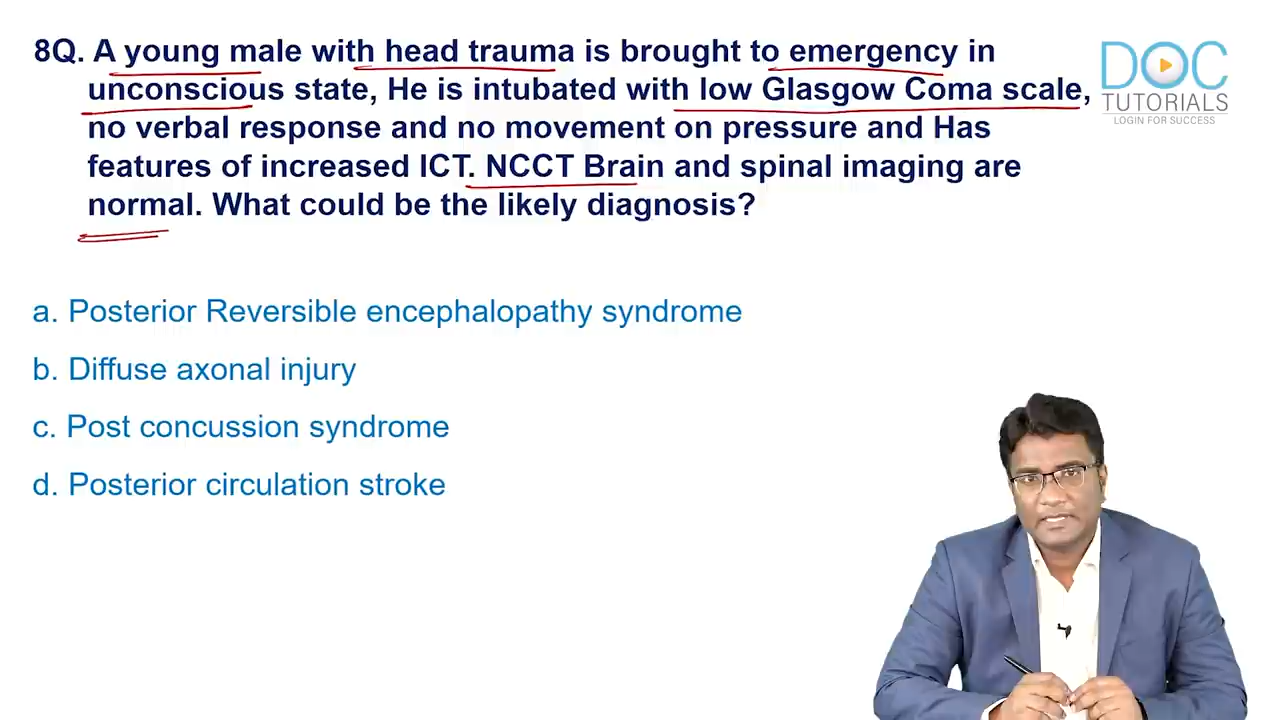 8Q. A young male with head trauma is brought to emergency in
unconscious state, He is intubated with low Glasgow Coma scale,
no verbal response and no movement on pressure and Has
features of increased ICT. NCCT Brain and spinal imaging are
normal. What could be the likely diagnosis?
DOC
TUTORIALS
LOGIN FOR SUCCESS
a. Posterior Reversible encephalopathy syndrome
b. Diffuse axonal injury
c. Post concussion syndrome
d. Posterior circulation stroke